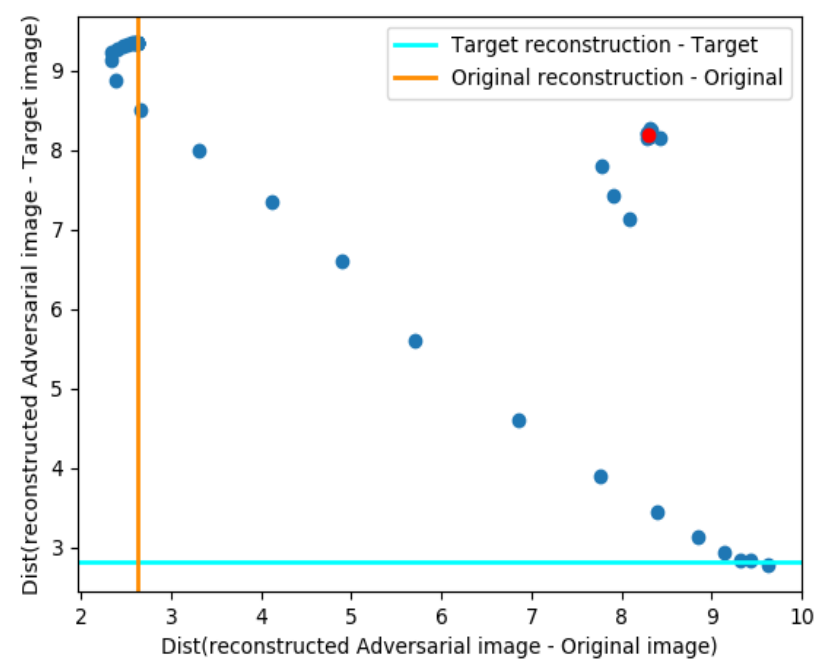 Target reconstruction - Target
Original reconstruction - Original
Dist(reconstructed Adversarial image - Target image)
9
8
7
6
5
4
3
2 3 4 5 6 7 8 9 10
Dist(reconstructed Adversarial image - Original image)